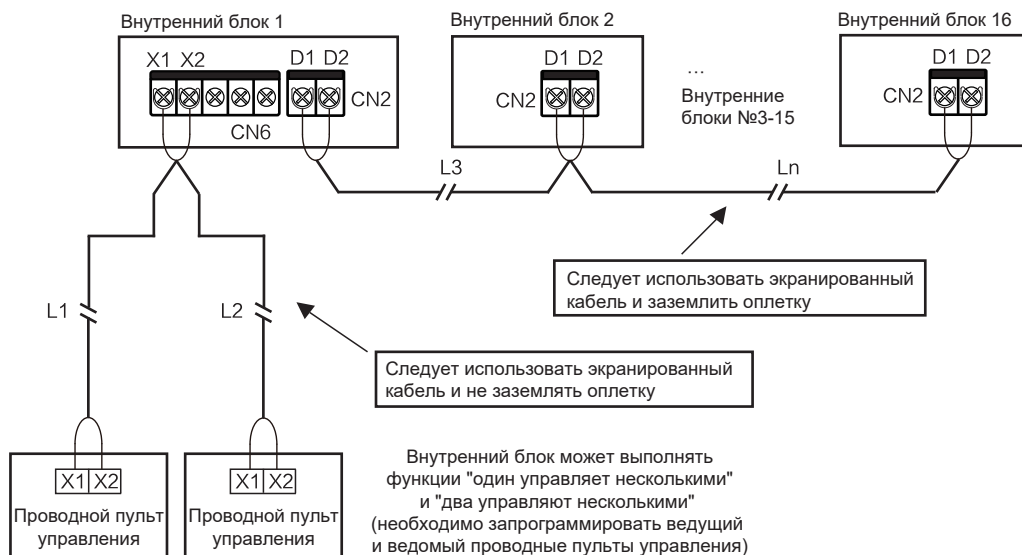 Внутренний блок 1
Внутренний блок 2
Внутренний блок 16
X1 X2
D1 D2
CN2
CN6
D1 D2
CN2
...
Внутренние
блоки №3-15
D1 D2
CN2
L3
Ln
Следует использовать экранированный
кабель и заземлить оплетку
L1
L2
Следует использовать экранированный
кабель и не заземлять оплетку
X1 X2
Проводной пульт
управления
X1 X2
Проводной пульт
управления
Внутренний блок может выполнять
функции "один управляет несколькими"
и "два управляют несколькими"
(необходимо запрограммировать ведущий
и ведомый проводные пульты управления)